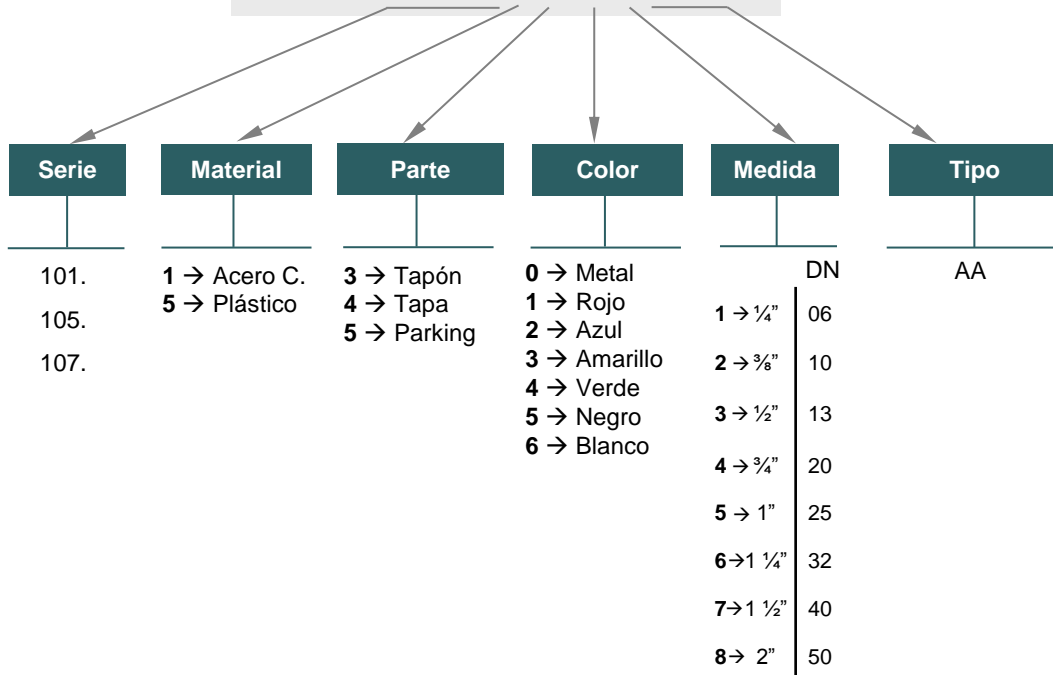 Serie
Material
Parte
Color
Medida
Tipo
101.
105.
107.
1 → Acero C.
5 → Plástico
3 → Tapón
4 → Tapa
5 → Parking
0 → Metal
1 → Rojo
2 → Azul
3 → Amarillo
4 → Verde
5 → Negro
6 → Blanco
DN
1 → ¼” 06
2 → ⅜” 10
3 → ½” 13
4 → ¾” 20
5 → 1” 25
6→1 ¼” 32
7→1 ½” 40
8→ 2” 50
AA